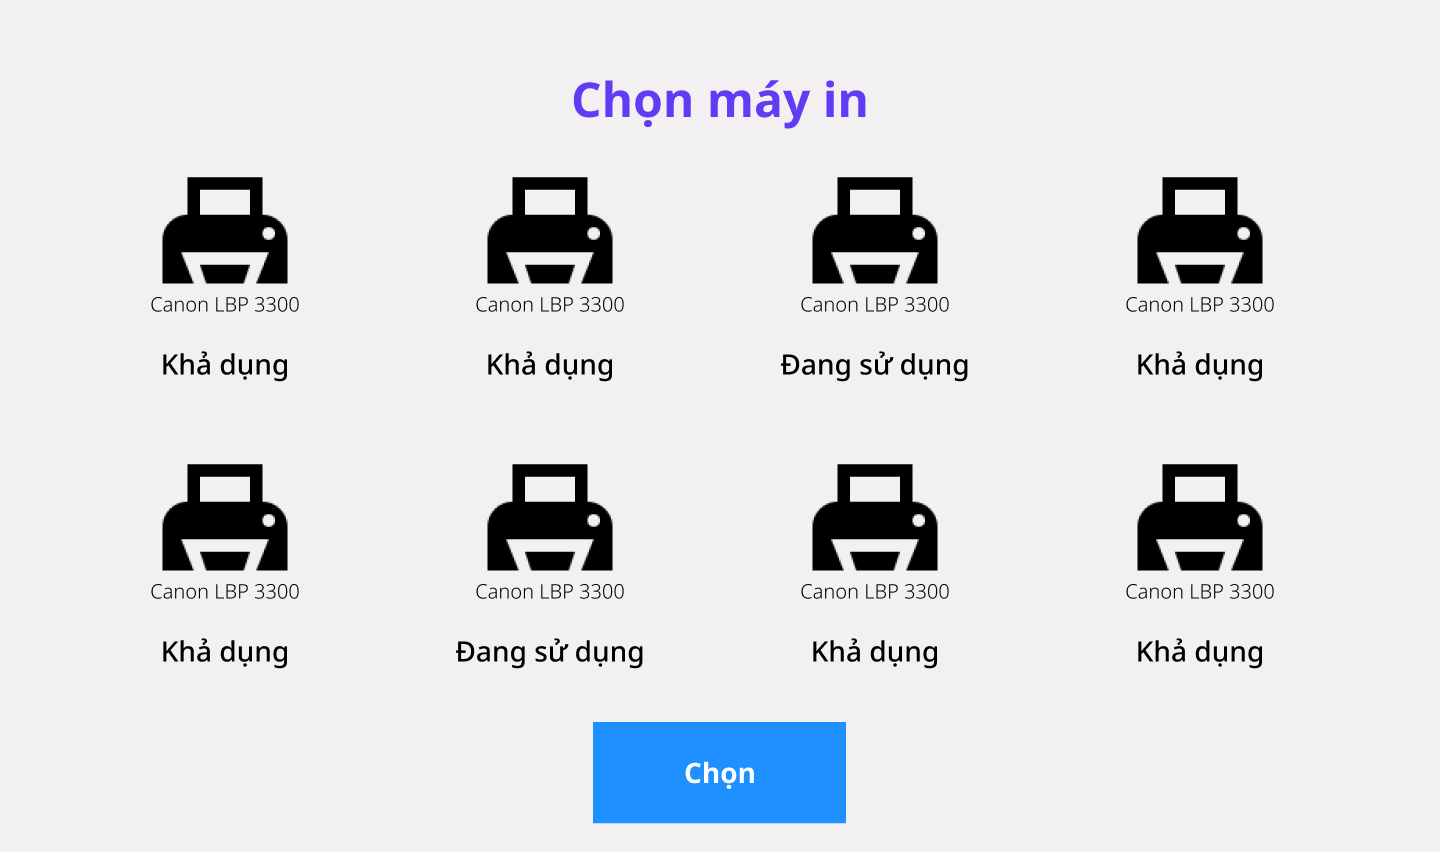 Chọn máy in
Canon LBP 3300 Canon LBP 3300 Canon LBP 3300 Canon LBP 3300
Khả dụng Khả dụng Đang sử dụng Khả dụng
Canon LBP 3300 Canon LBP 3300 Canon LBP 3300 Canon LBP 3300
Khả dụng Đang sử dụng Khả dụng Khả dụng
Chọn